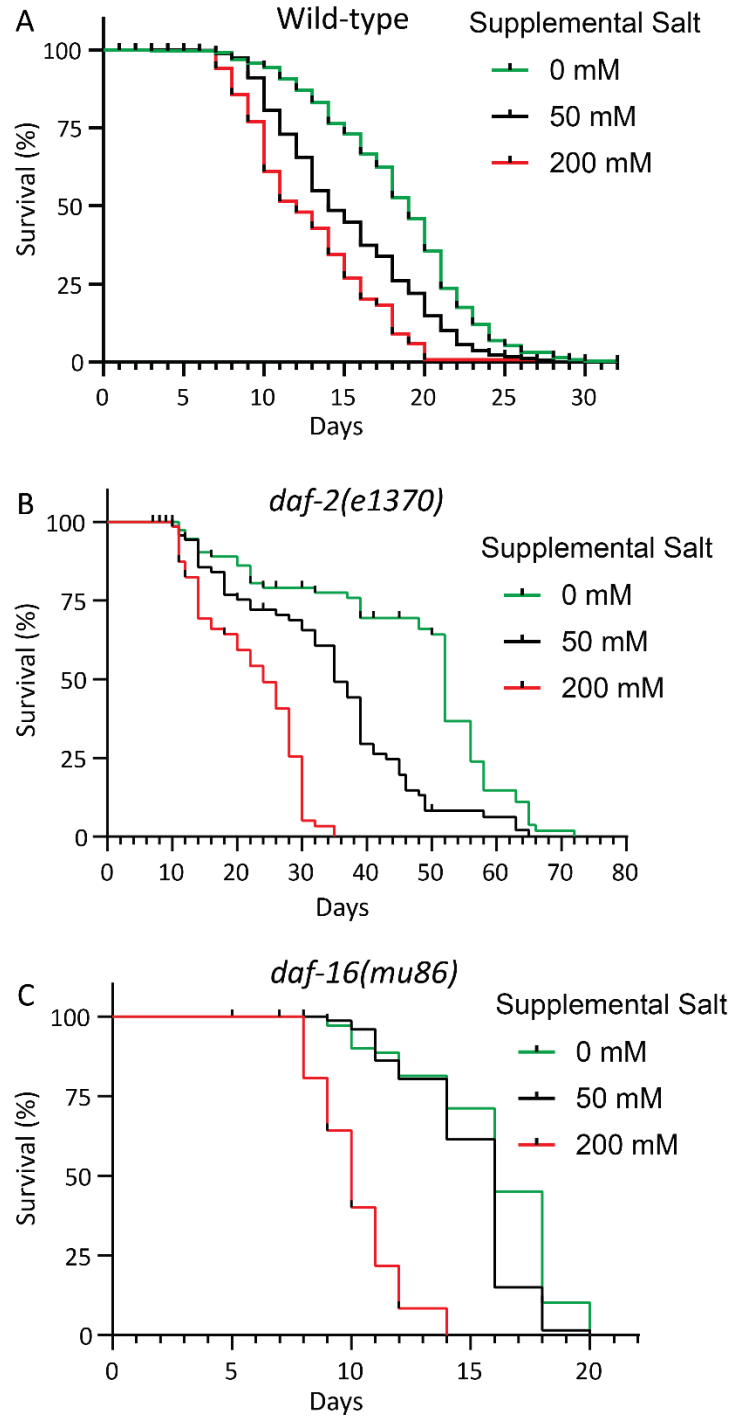 A
Wild-type
Supplemental Salt
0 mM
50 mM
200 mM
Survival (%)
100
75
50
25
0
0 5 10 15 20 25 30
Days
B
daf-2(e1370)
Supplemental Salt
0 mM
50 mM
200 mM
Survival (%)
100
75
50
25
0
0 10 20 30 40 50 60 70 80
Days
C
daf-16(mu86)
Supplemental Salt
0 mM
50 mM
200 mM
Survival (%)
100
75
50
25
0
0 5 10 15 20
Days